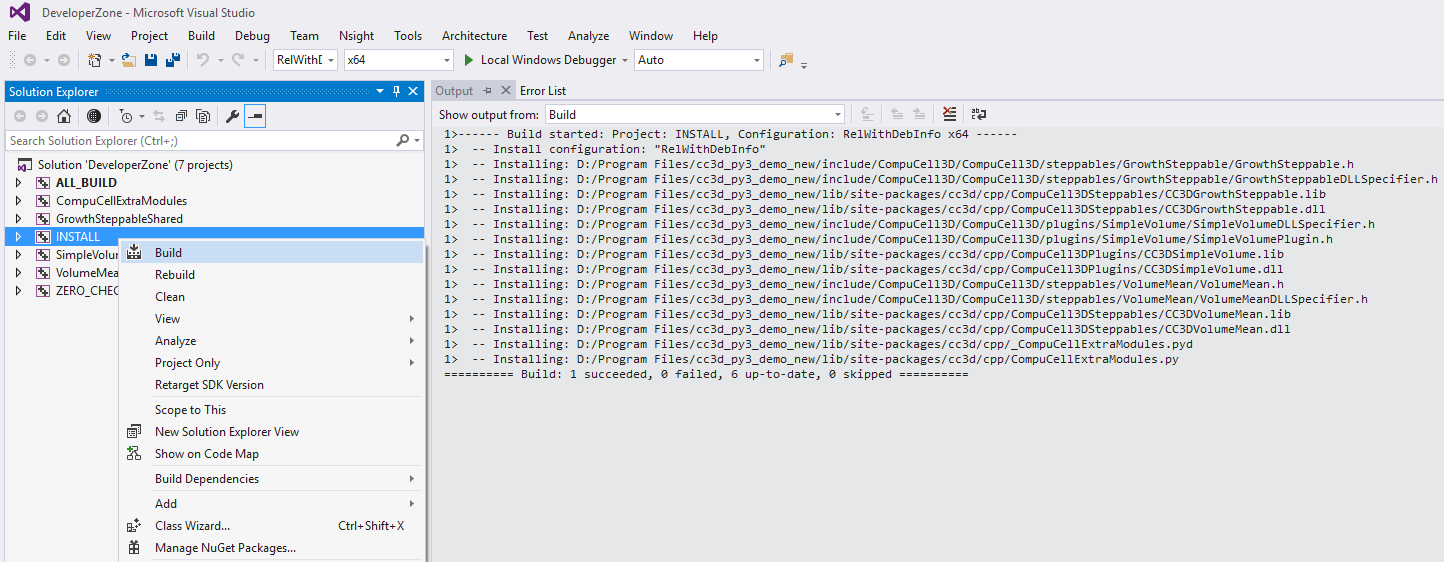 DeveloperZone - Microsoft Visual Studio
File Edit View Project Build Debug Team Nsight Tools Architecture Test Analyze Window Help
RelWithD x64 Local Windows Debugger Auto
Solution Explorer
Search Solution Explorer (Ctrl+;)
Solution 'DeveloperZone' (7 projects)
ALL_BUILD
CompuCellExtraModules
GrowthSteppableShared
INSTALL
SimpleVolu
VolumeMea
ZERO_CHEC
Build
Rebuild
Clean
View
Analyze
Project Only
Retarget SDK Version
Scope to This
New Solution Explorer View
Show on Code Map
Build Dependencies
Add
Class Wizard... Ctrl+Shift+X
Manage NuGet Packages...
Output Error List
Show output from: Build
1>------ Build started: Project: INSTALL, Configuration: RelWithDebInfo x64 ------
1> -- Install configuration: "RelWithDebInfo"
1> -- Installing: D:/Program Files/cc3d_py3_demo_new/include/CompuCell3D/CompuCell3D/steppables/GrowthSteppable/GrowthSteppable.h
1> -- Installing: D:/Program Files/cc3d_py3_demo_new/include/CompuCell3D/CompuCell3D/steppables/GrowthSteppable/GrowthSteppableDLLSpecifier.h
1> -- Installing: D:/Program Files/cc3d_py3_demo_new/lib/site-packages/cc3d/cpp/CompuCell3DSteppables/CC3DGrowthSteppable.lib
1> -- Installing: D:/Program Files/cc3d_py3_demo_new/lib/site-packages/cc3d/cpp/CompuCell3DSteppables/CC3DGrowthSteppable.dll
1> -- Installing: D:/Program Files/cc3d_py3_demo_new/include/CompuCell3D/CompuCell3D/plugins/SimpleVolume/SimpleVolumeDLLSpecifier.h
1> -- Installing: D:/Program Files/cc3d_py3_demo_new/include/CompuCell3D/CompuCell3D/plugins/SimpleVolume/SimpleVolumePlugin.h
1> -- Installing: D:/Program Files/cc3d_py3_demo_new/lib/site-packages/cc3d/cpp/CompuCell3DPlugins/CC3DSimpleVolume.lib
1> -- Installing: D:/Program Files/cc3d_py3_demo_new/lib/site-packages/cc3d/cpp/CompuCell3DPlugins/CC3DSimpleVolume.dll
1> -- Installing: D:/Program Files/cc3d_py3_demo_new/include/CompuCell3D/CompuCell3D/steppables/VolumeMean/VolumeMean.h
1> -- Installing: D:/Program Files/cc3d_py3_demo_new/include/CompuCell3D/CompuCell3D/steppables/VolumeMean/VolumeMeanDLLSpecifier.h
1> -- Installing: D:/Program Files/cc3d_py3_demo_new/lib/site-packages/cc3d/cpp/CompuCell3DSteppables/CC3DVolumeMean.lib
1> -- Installing: D:/Program Files/cc3d_py3_demo_new/lib/site-packages/cc3d/cpp/CompuCell3DSteppables/CC3DVolumeMean.dll
1> -- Installing: D:/Program Files/cc3d_py3_demo_new/lib/site-packages/cc3d/cpp/_CompuCellExtraModules.pyd
1> -- Installing: D:/Program Files/cc3d_py3_demo_new/lib/site-packages/cc3d/cpp/CompuCellExtraModules.py
========== Build: 1 succeeded, 0 failed, 6 up-to-date, 0 skipped ==========